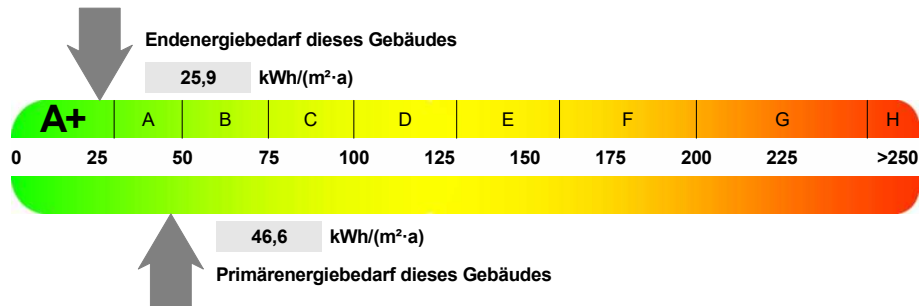 Endenergiebedarf dieses Gebäudes
25,9 kWh/(m²·a)
A+ A B C D E F G H
0 25 50 75 100 125 150 175 200 225 >250
46,6 kWh/(m²·a)
Primärenergiebedarf dieses Gebäudes